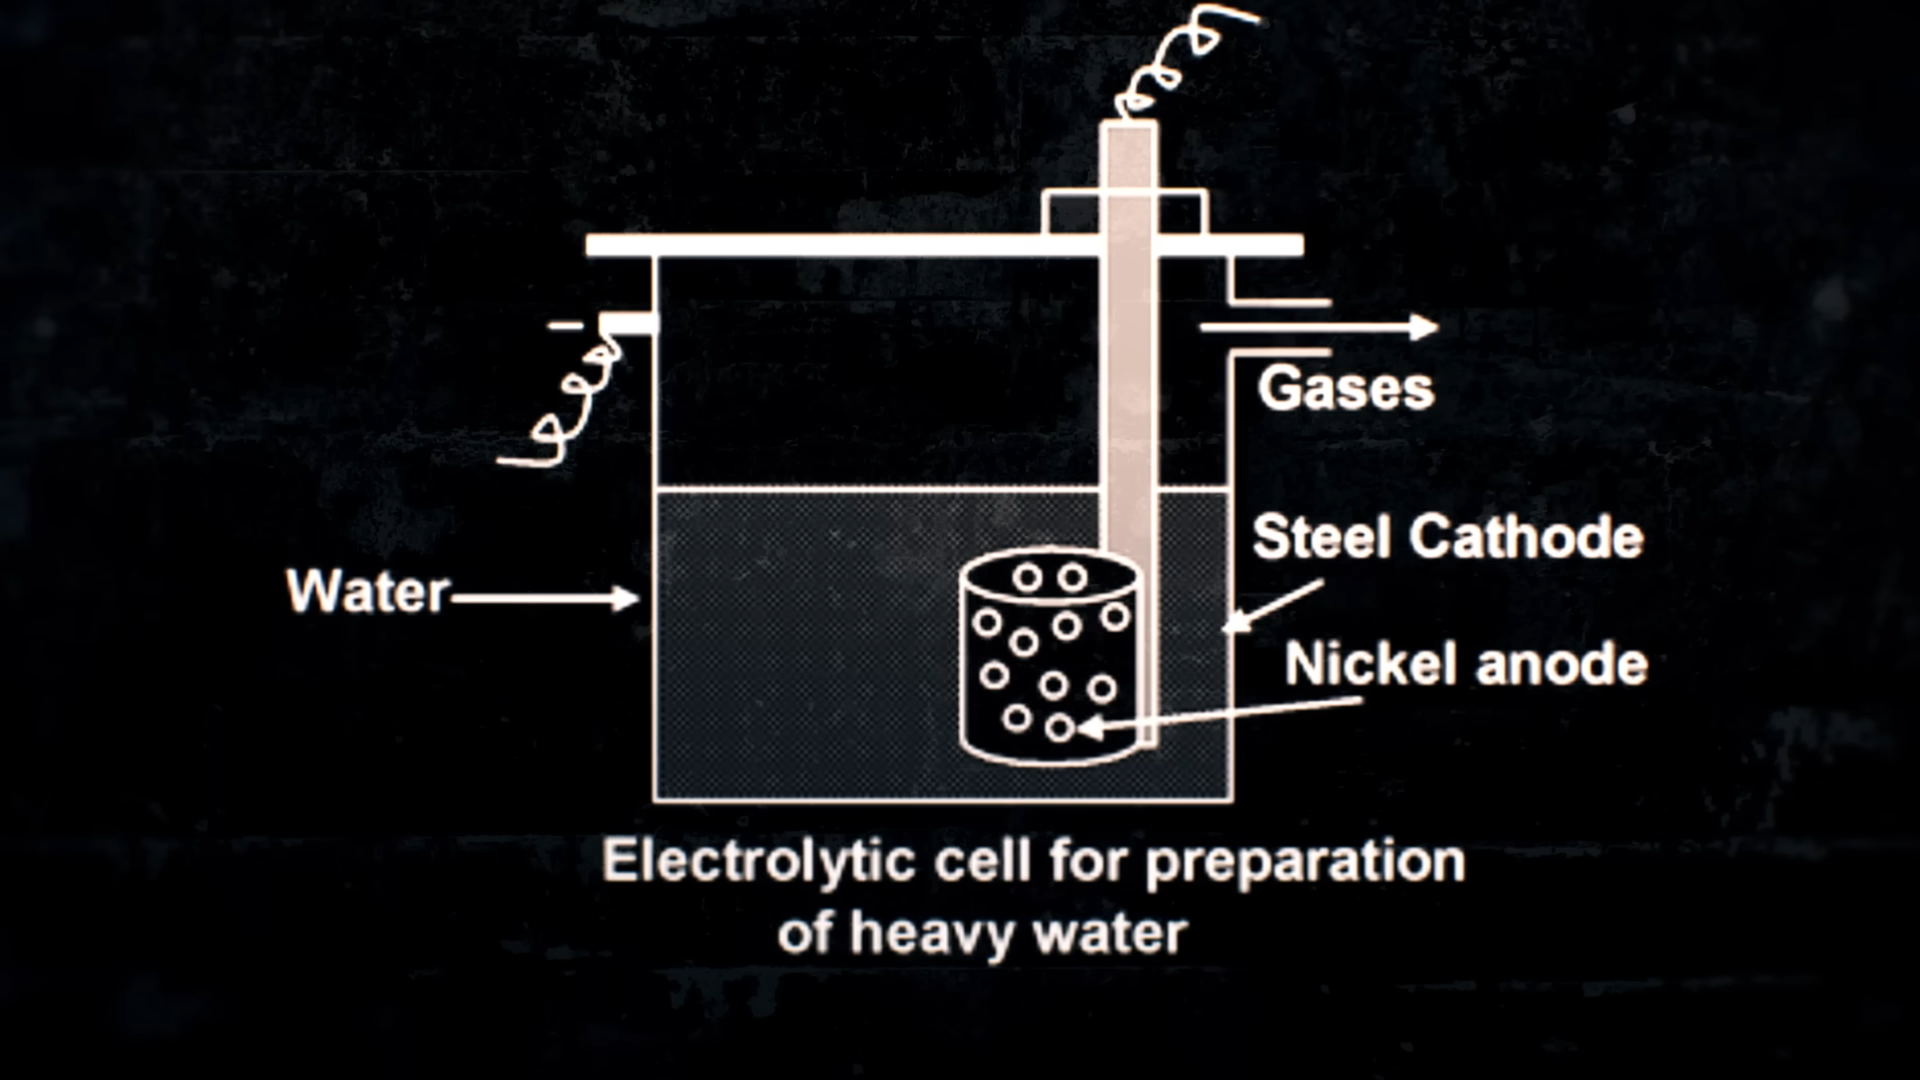 Gases
Steel Cathode
Water
Nickel anode
Electrolytic cell for preparation
of heavy water